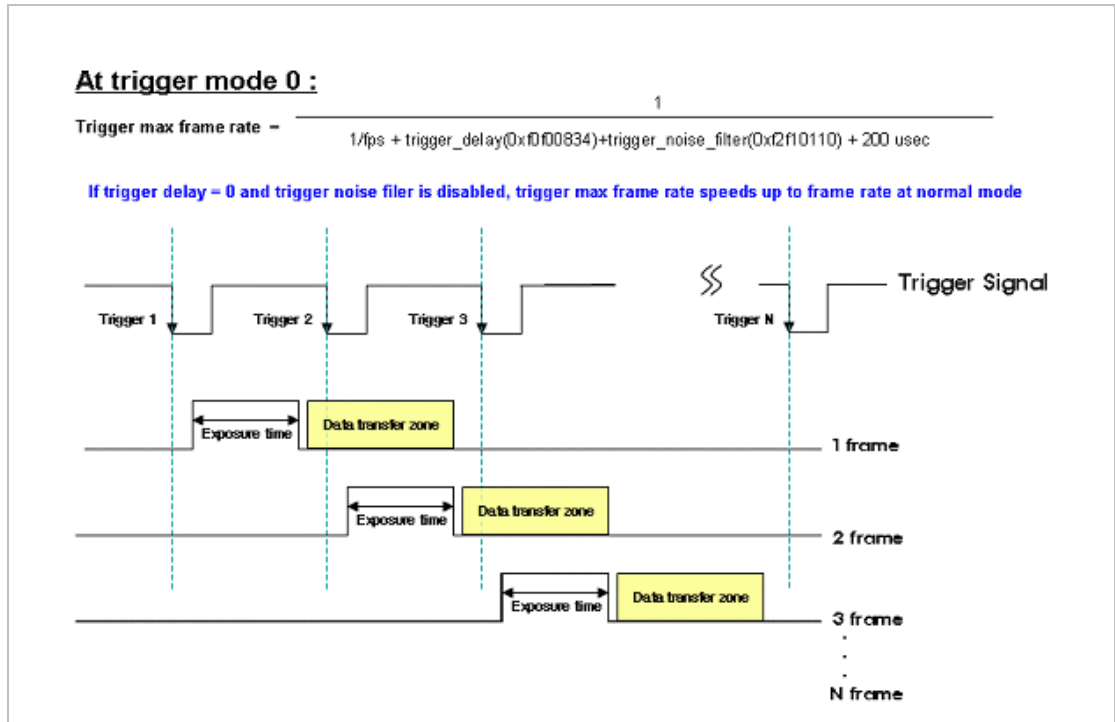 At trigger mode 0 :
1
Trigger max frame rate =
1/fps + trigger_delay(0xf0f00834)+trigger_noise_filter(0xf2f10110) + 200 usec
If trigger delay = 0 and trigger noise filer is disabled, trigger max frame rate speeds up to frame rate at normal mode
Trigger Signal
Trigger 1
Trigger 2
Trigger 3
Trigger N
Exposure time
Data transfer zone
1 frame
Exposure time
Data transfer zone
2 frame
Exposure time
Data transfer zone
3 frame
.
.
.
N frame